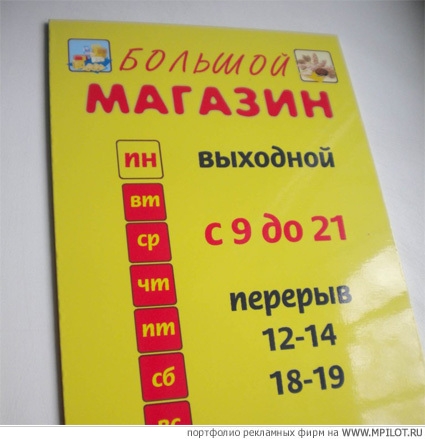 БОЛЬШОЙ
МАГАЗИН
пн выходной
вт
ср с 9 до 21
чт
пт перерыв
12-14
сб 18-19
вс
портфолио рекламных фирм на WWW.MPILOT.RU